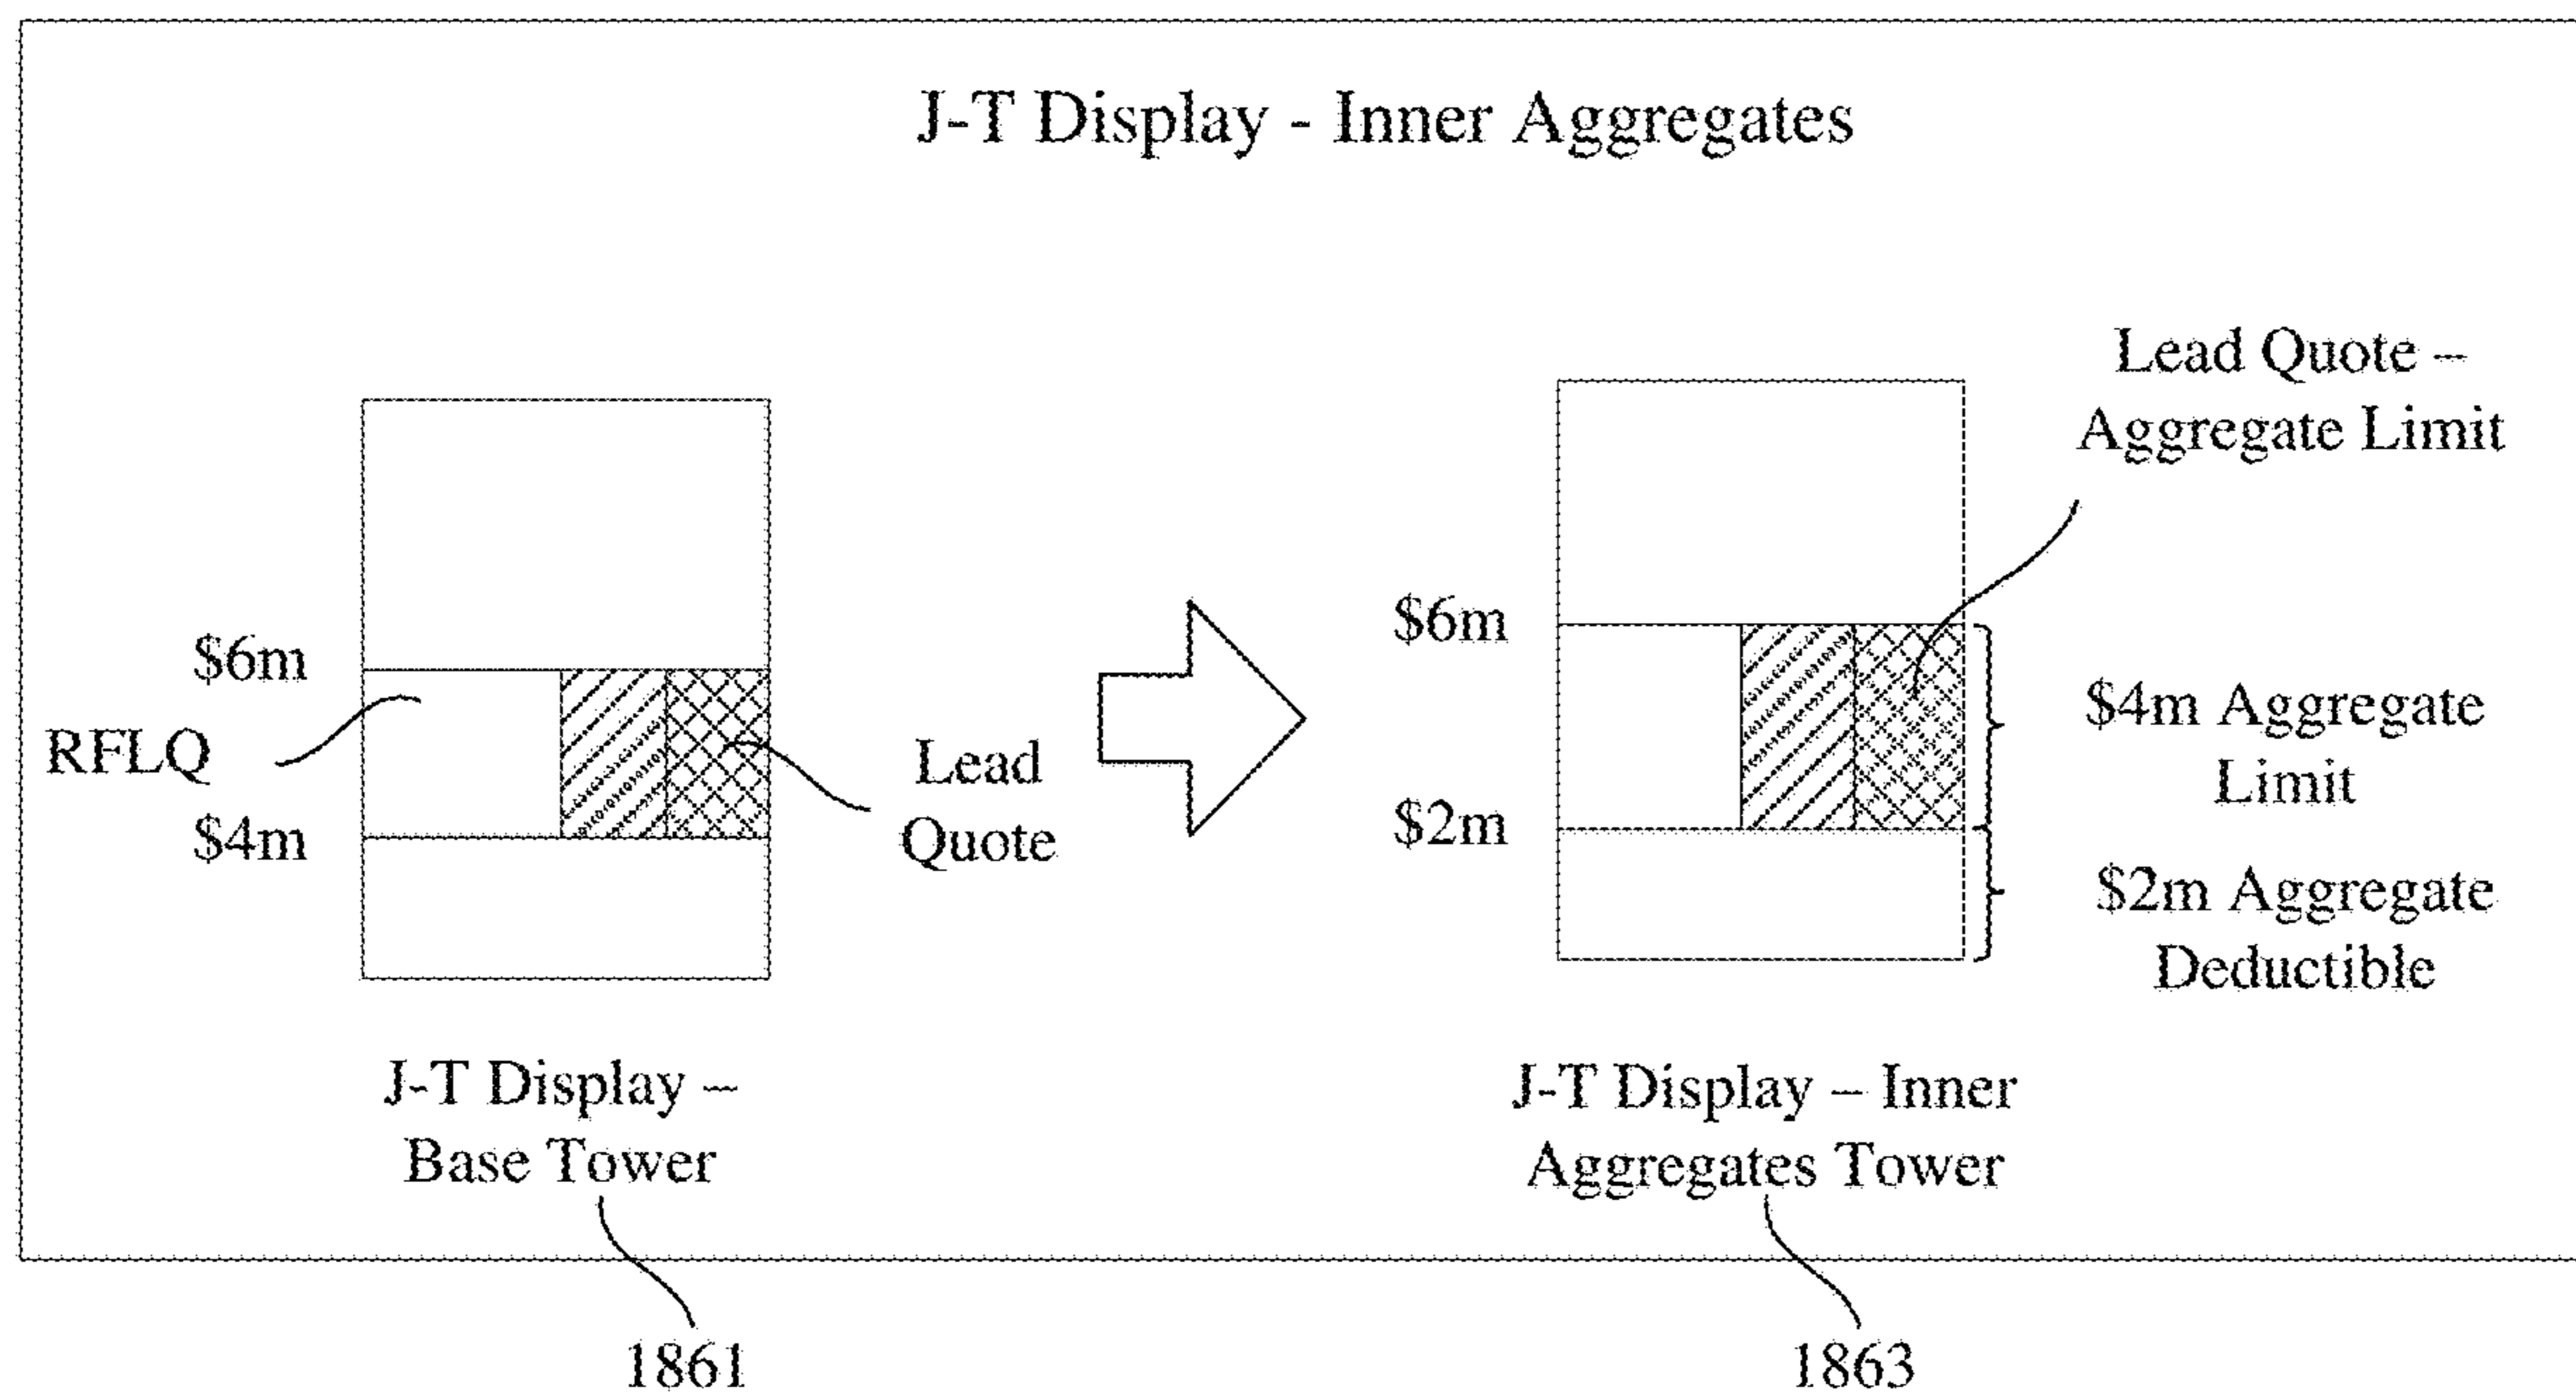 J-T Display - Inner Aggregates
Lead Quote –
Aggregate Limit
$6m
RFLQ
$4m
Lead
Quote
$6m
$2m
$4m Aggregate
Limit
$2m Aggregate
Deductible
J-T Display –
Base Tower
J-T Display – Inner
Aggregates Tower
1861
1863